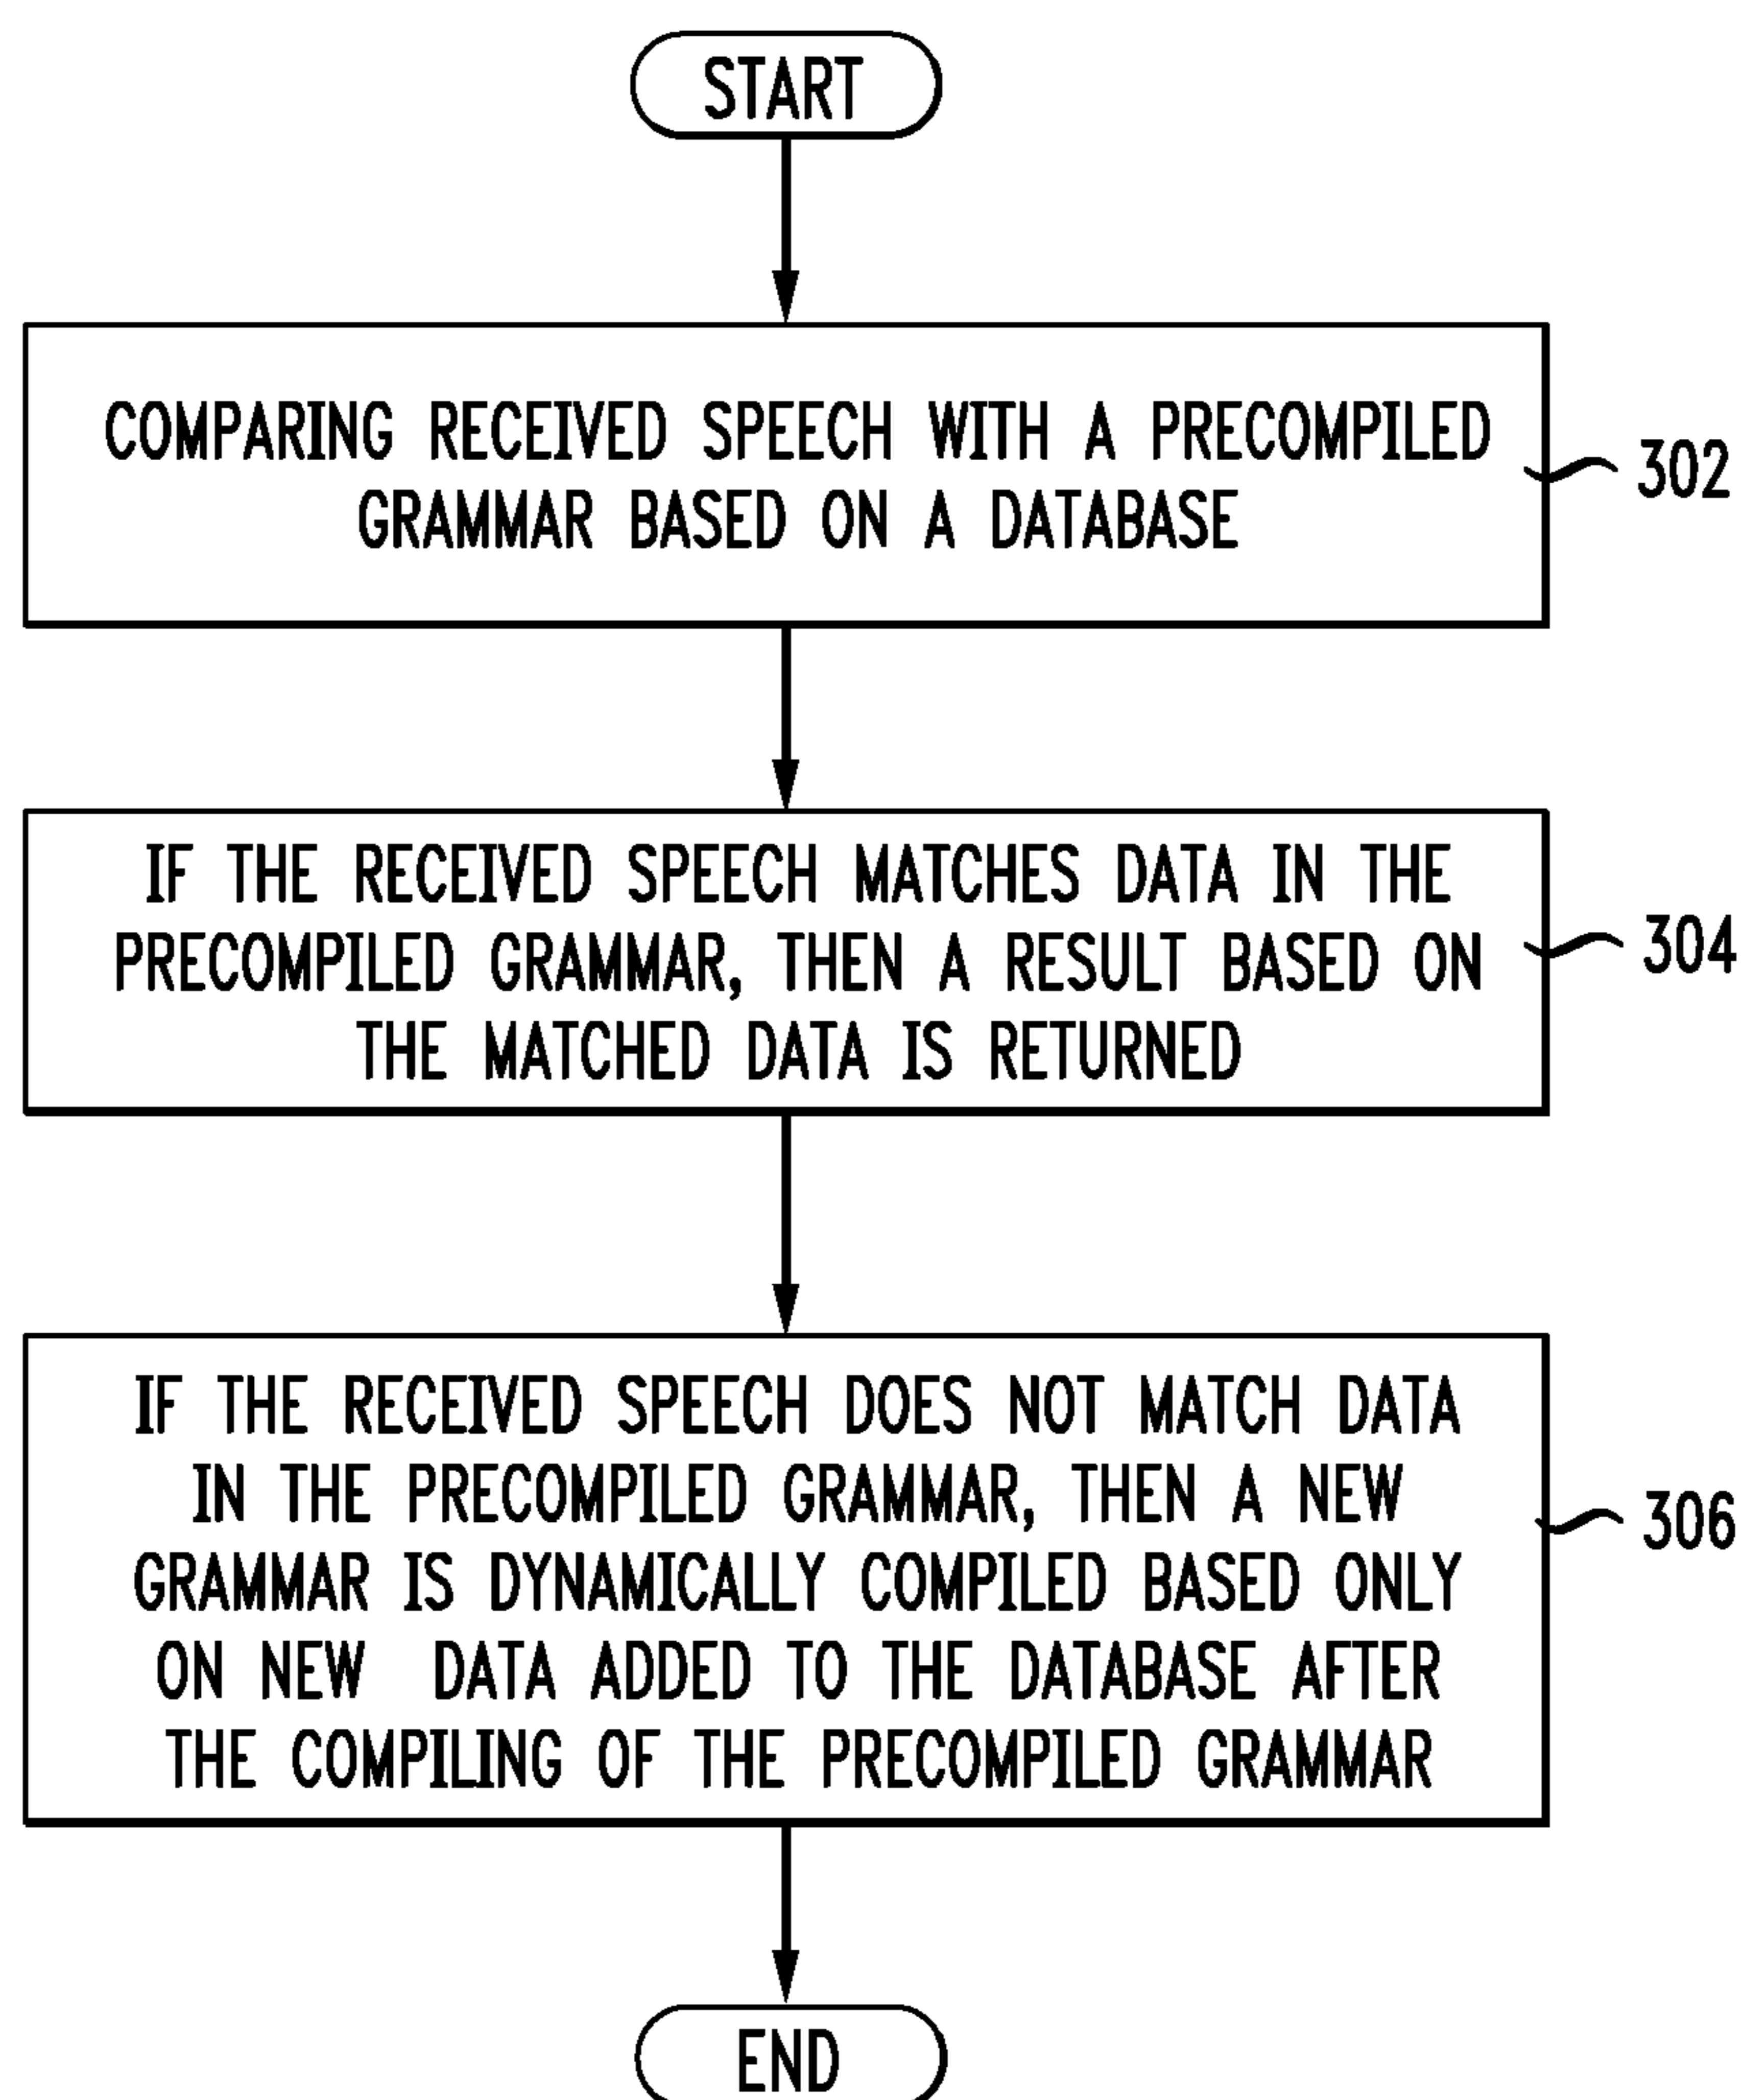 START
COMPARING RECEIVED SPEECH WITH A PRECOMPILED
GRAMMAR BASED ON A DATABASE
302
IF THE RECEIVED SPEECH MATCHES DATA IN THE
PRECOMPILED GRAMMAR, THEN A RESULT BASED ON
THE MATCHED DATA IS RETURNED
304
IF THE RECEIVED SPEECH DOES NOT MATCH DATA
IN THE PRECOMPILED GRAMMAR, THEN A NEW
GRAMMAR IS DYNAMICALLY COMPILED BASED ONLY
ON NEW DATA ADDED TO THE DATABASE AFTER
THE COMPILING OF THE PRECOMPILED GRAMMAR
306
END